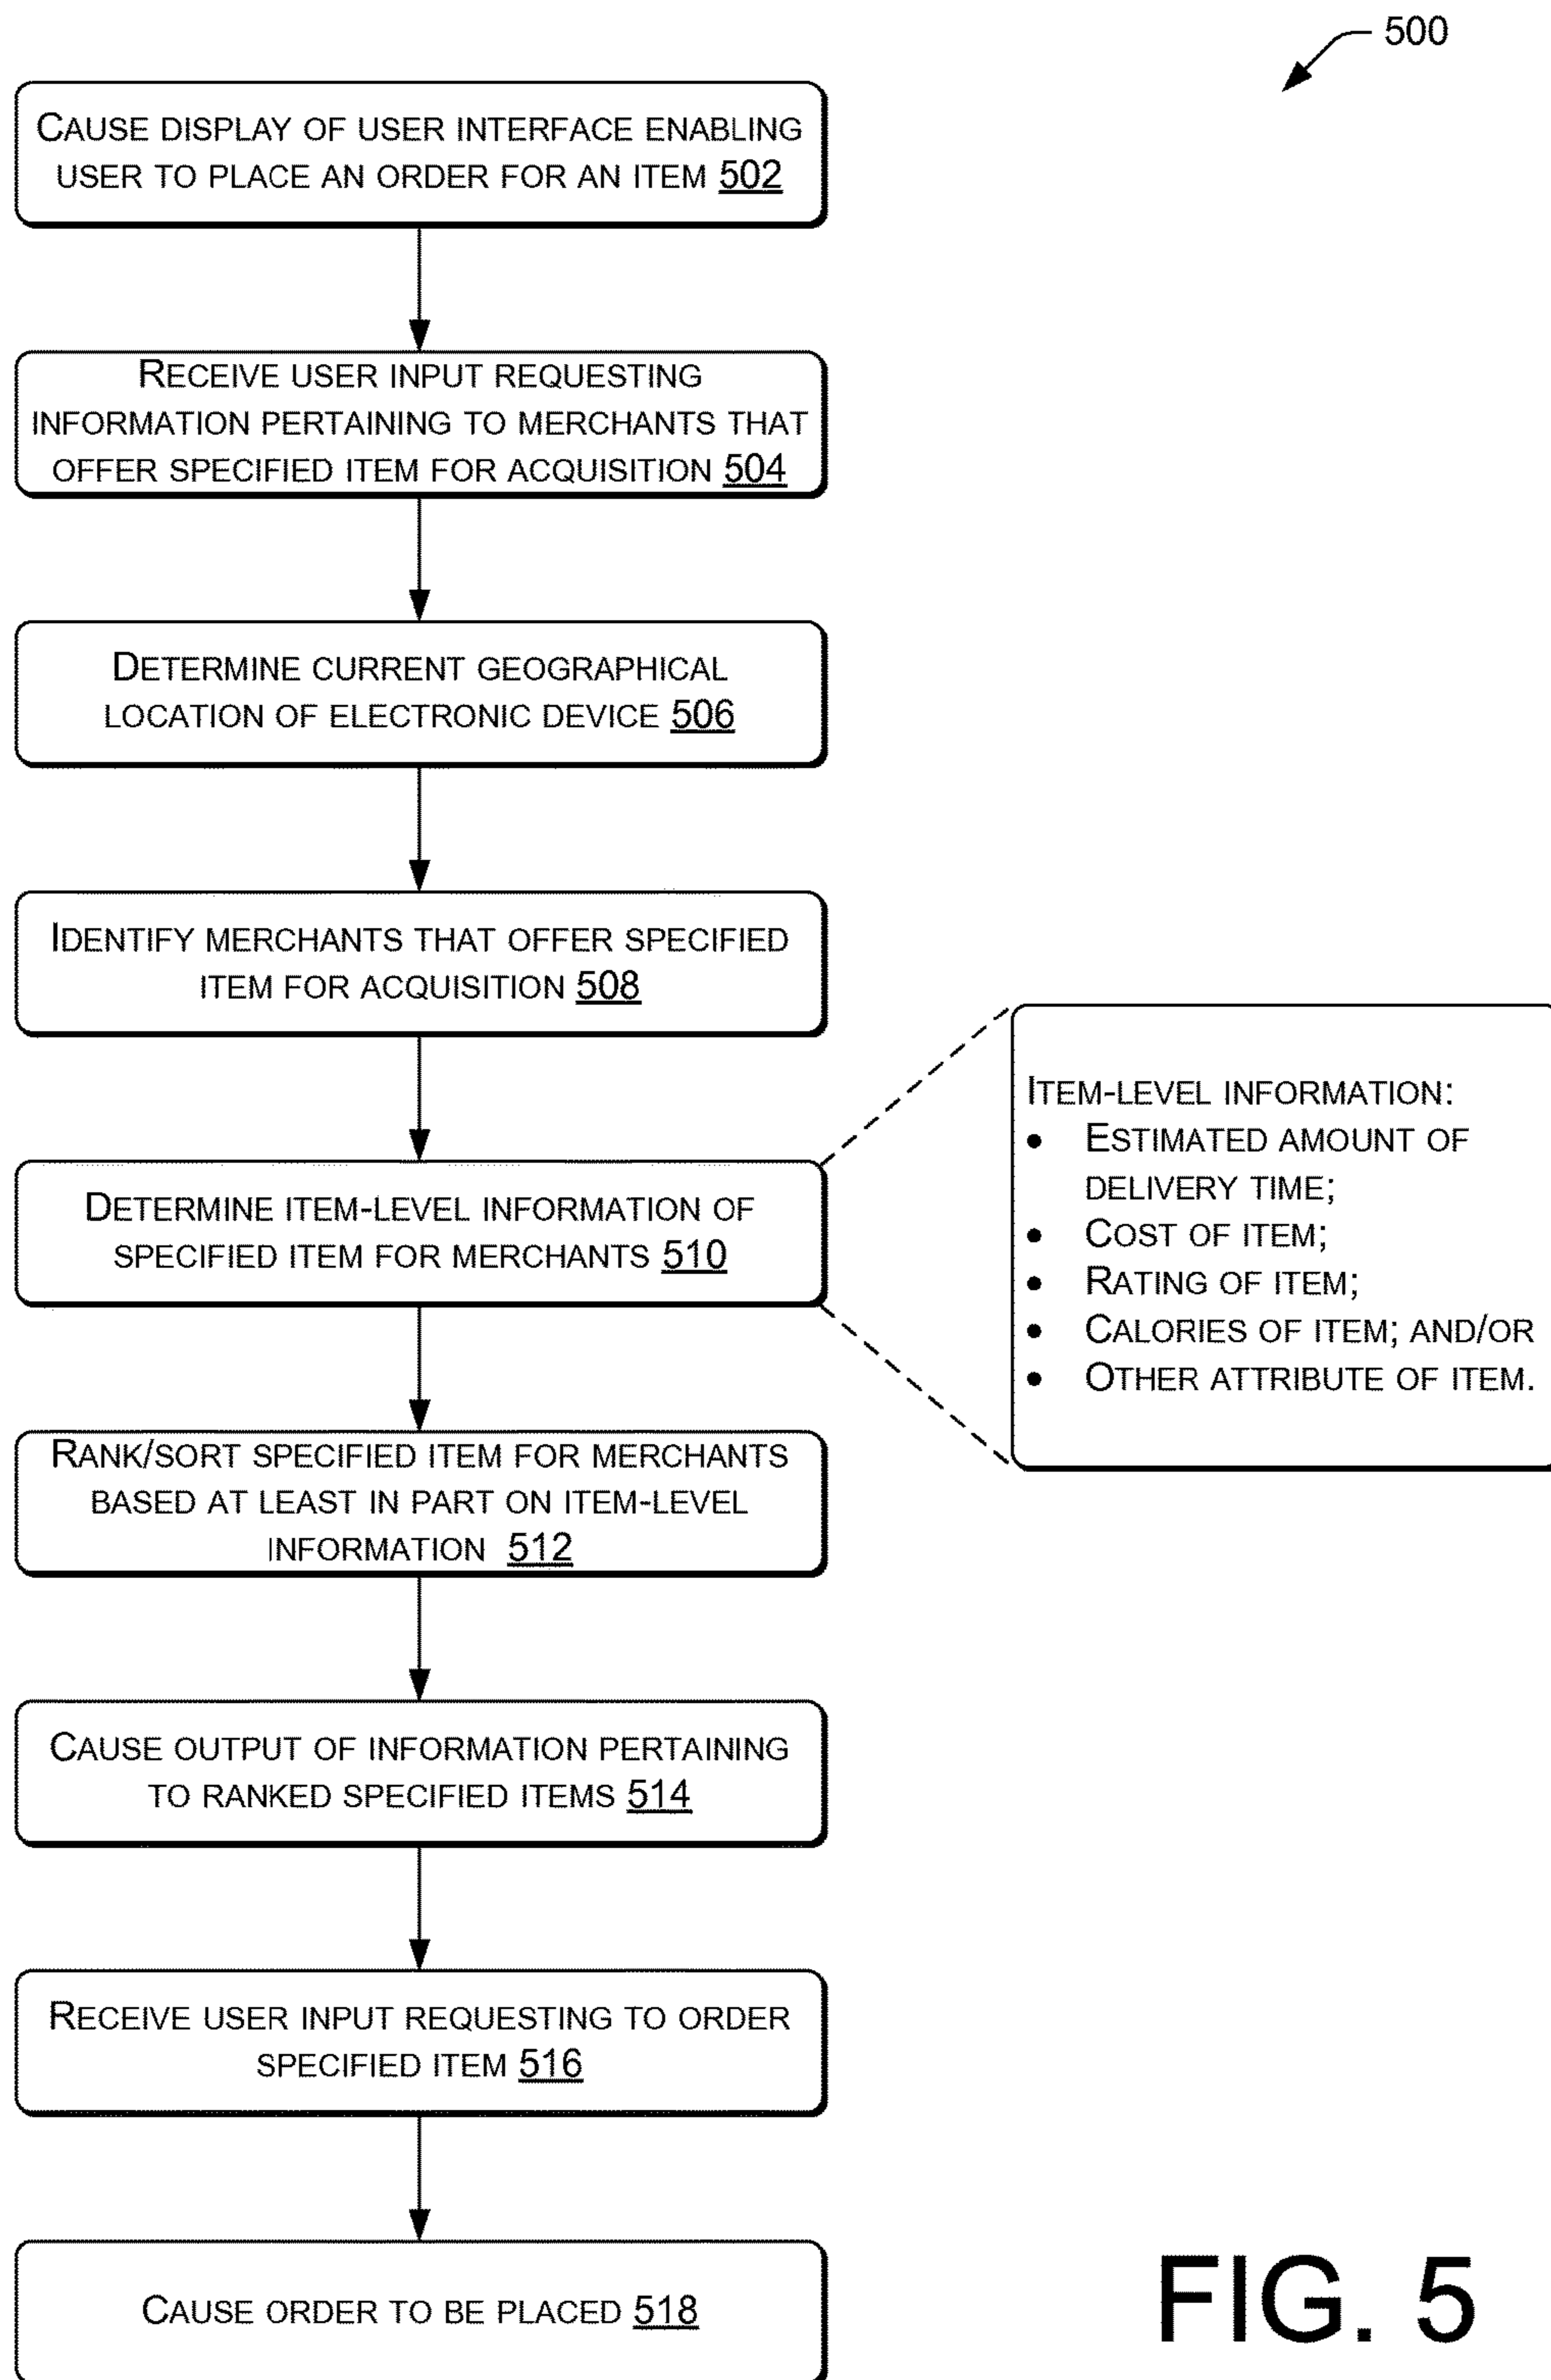 500
CAUSE DISPLAY OF USER INTERFACE ENABLING
USER TO PLACE AN ORDER FOR AN ITEM 502
RECEIVE USER INPUT REQUESTING
INFORMATION PERTAINING TO MERCHANTS THAT
OFFER SPECIFIED ITEM FOR ACQUISITION 504
DETERMINE CURRENT GEOGRAPHICAL
LOCATION OF ELECTRONIC DEVICE 506
IDENTIFY MERCHANTS THAT OFFER SPECIFIED
ITEM FOR ACQUISITION 508
DETERMINE ITEM-LEVEL INFORMATION OF
SPECIFIED ITEM FOR MERCHANTS 510
ITEM-LEVEL INFORMATION:
• ESTIMATED AMOUNT OF
DELIVERY TIME;
• COST OF ITEM;
• RATING OF ITEM;
• CALORIES OF ITEM; AND/OR
• OTHER ATTRIBUTE OF ITEM.
RANK/SORT SPECIFIED ITEM FOR MERCHANTS
BASED AT LEAST IN PART ON ITEM-LEVEL
INFORMATION 512
CAUSE OUTPUT OF INFORMATION PERTAINING
TO RANKED SPECIFIED ITEMS 514
RECEIVE USER INPUT REQUESTING TO ORDER
SPECIFIED ITEM 516
CAUSE ORDER TO BE PLACED 518
FIG. 5